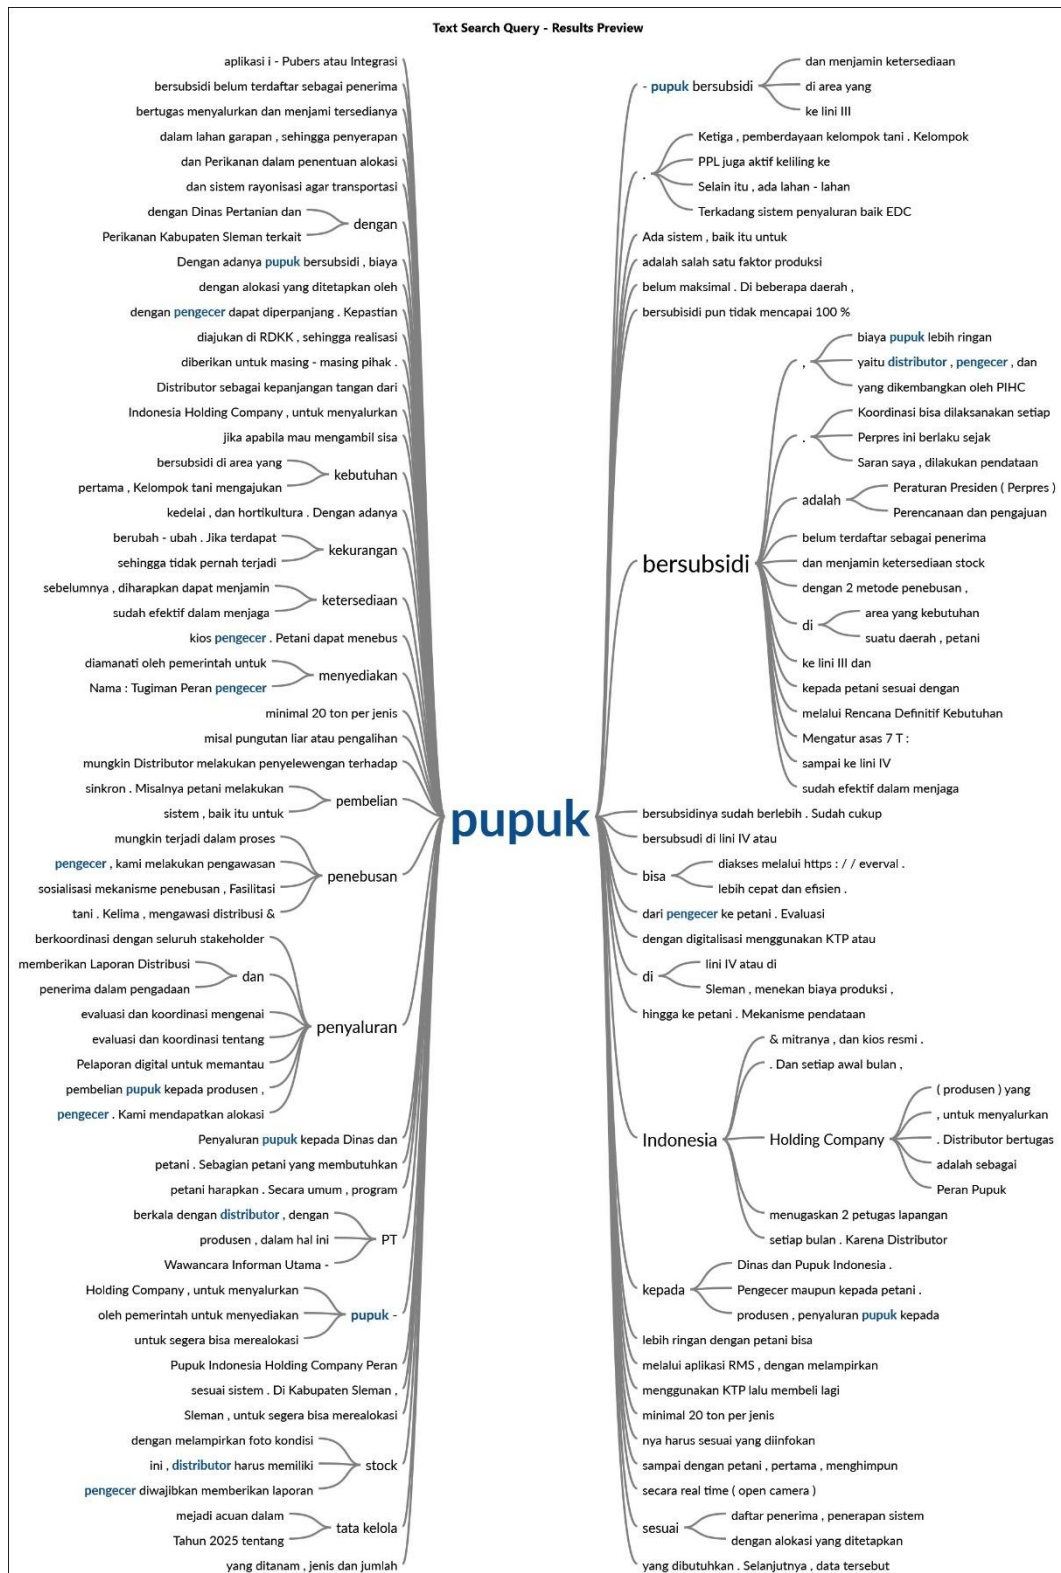 Text Search Query - Results Preview
aplikasi i - Pubers atau Integrasi
bersubsidi belum terdaftar sebagai penerima
bertugas menyalurkan dan menjami tersedianya
dalam lahan garapan , sehingga penyerapan
dan Perikanan dalam penentuan alokasi
dan sistem rayonisasi agar transportasi
dengan Dinas Pertanian dan
Perikanan Kabupaten Sleman terkait
dengan
Dengan adanya pupuk bersubsidi , biaya
dengan alokasi yang ditetapkan oleh
dengan pengecer dapat diperpanjang . Kepastian
diajukan di RDKK , sehingga realisasi
diberikan untuk masing - masing pihak .
Distributor sebagai kepanjangan tangan dari
Indonesia Holding Company , untuk menyalurkan
jika apabila mau mengambil sisa
bersubsidi di area yang
pertama , Kelompok tani mengajukan
kebutuhan
kedelai , dan hortikultura . Dengan adanya
berubah - ubah . Jika terdapat
sehingga tidak pernah terjadi
kekurangan
sebelumnya , diharapkan dapat menjamin
sudah efektif dalam menjaga
ketersediaan
kios pengecer . Petani dapat menebus
diamanati oleh pemerintah untuk
Nama : Tugiman Peran pengecer
menyediakan
minimal 20 ton per jenis
misal pungutan liar atau pengalihan
mungkin Distributor melakukan penyelewengan terhadap
sinkron . Misalnya petani melakukan
sistem , baik itu untuk
pembelian
mungkin terjadi dalam proses
pengecer , kami melakukan pengawasan
sosialisasi mekanisme penebusan , Fasilitasi
tani . Kelima , mengawasi distribusi &
penebusan
berkoordinasi dengan seluruh stakeholder
memberikan Laporan Distribusi
penerima dalam pengadaan
dan
evaluasi dan koordinasi mengenai
evaluasi dan koordinasi tentang
Pelaporan digital untuk memantau
pembelian pupuk kepada produsen ,
pengecer . Kami mendapatkan alokasi
penyaluran
Penyaluran pupuk kepada Dinas dan
petani . Sebagian petani yang membutuhkan
petani harapkan . Secara umum , program
berkala dengan distributor , dengan
produsen , dalam hal ini
Wawancara Informan Utama -
PT
Holding Company , untuk menyalurkan
oleh pemerintah untuk menyediakan
untuk segera bisa merealokasi
pupuk -
Pupuk Indonesia Holding Company Peran
sesuai sistem . Di Kabupaten Sleman ,
Sleman , untuk segera bisa merealokasi
dengan melampirkan foto kondisi
ini , distributor harus memiliki
pengecer diwajibkan memberikan laporan
stock
mejadi acuan dalam
Tahun 2025 tentang
tata kelola
yang ditanam , jenis dan jumlah
pupuk
- pupuk bersubsidi
dan menjamin ketersediaan
di area yang
ke lini III
.
Ketiga , pemberdayaan kelompok tani . Kelompok
PPL juga aktif keliling ke
Selain itu , ada lahan - lahan
Terkadang sistem penyaluran baik EDC
Ada sistem , baik itu untuk
adalah salah satu faktor produksi
belum maksimal . Di beberapa daerah ,
bersubisidi pun tidak mencapai 100 %
bersubsidi
,
biaya pupuk lebih ringan
yaitu distributor , pengecer , dan
yang dikembangkan oleh PIHC
.
Koordinasi bisa dilaksanakan setiap
Perpres ini berlaku sejak
Saran saya , dilakukan pendataan
adalah
Peraturan Presiden ( Perpres )
Perencanaan dan pengajuan
belum terdaftar sebagai penerima
dan menjamin ketersediaan stock
dengan 2 metode penebusan ,
di
area yang kebutuhan
suatu daerah , petani
ke lini III dan
kepada petani sesuai dengan
melalui Rencana Definitif Kebutuhan
Mengatur asas 7 T :
sampai ke lini IV
sudah efektif dalam menjaga
bersubsidinya sudah berlebih . Sudah cukup
bersubsudi di lini IV atau
bisa
diakses melalui https : / / everval .
lebih cepat dan efisien .
dari pengecer ke petani . Evaluasi
dengan digitalisasi menggunakan KTP atau
di
lini IV atau di
Sleman , menekan biaya produksi ,
hingga ke petani . Mekanisme pendataan
Indonesia
& mitranya , dan kios resmi .
. Dan setiap awal bulan ,
Holding Company
( produsen ) yang
, untuk menyalurkan
. Distributor bertugas
adalah sebagai
Peran Pupuk
menugaskan 2 petugas lapangan
setiap bulan . Karena Distributor
kepada
Dinas dan Pupuk Indonesia .
Pengecer maupun kepada petani .
produsen , penyaluran pupuk kepada
lebih ringan dengan petani bisa
melalui aplikasi RMS , dengan melampirkan
menggunakan KTP lalu membeli lagi
minimal 20 ton per jenis
nya harus sesuai yang diinfokan
sampai dengan petani , pertama , menghimpun
secara real time ( open camera )
sesuai
daftar penerima , penerapan sistem
dengan alokasi yang ditetapkan
yang dibutuhkan . Selanjutnya , data tersebut